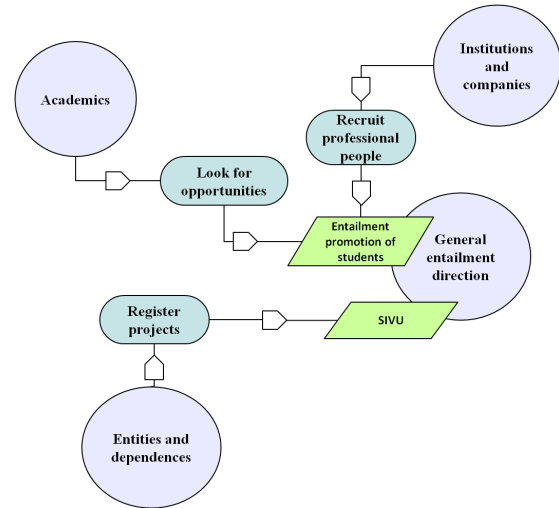 Institutions
and
companies
Academics
Recruit
professional
people
Look for
opportunities
Entailment
promotion of
students
General
entailment
direction
Register
projects
SIVU
Entities and
dependences